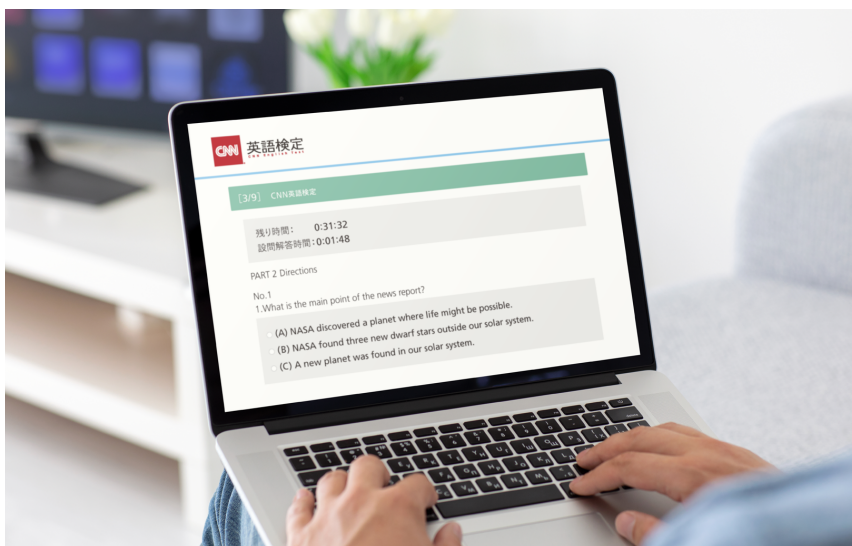 CNN 英語検定
CNN English Test
[3/9] CNN英語検定
残り時間: 0:31:32
設問解答時間:0:01:48
PART 2 Directions
No.1
1.What is the main point of the news report?
(A) NASA discovered a planet where life might be possible.
(B) NASA found three new dwarf stars outside our solar system.
(C) A new planet was found in our solar system.